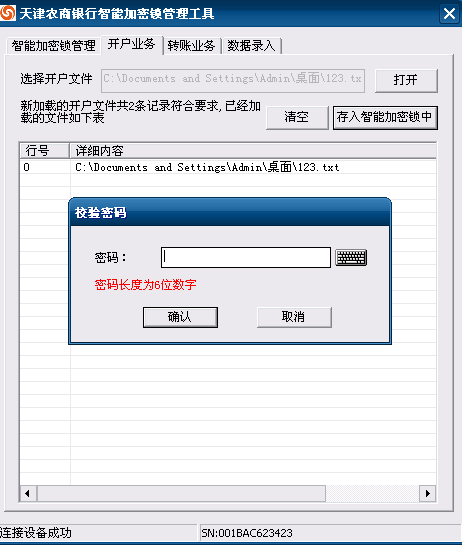 天津农商银行智能加密锁管理工具
智能加密锁管理 开户业务 转账业务 数据录入
选择开户文件 C:\Documents and Settings\Admin\桌面\123.tx 打开
新加载的开户文件共2条记录符合要求,已经加
载的文件如下表
清空 存入智能加密锁中
行号 详细内容
0 C:\Documents and Settings\Admin\桌面\123.txt
校验密码
密码：
密码长度为6位数字
确认 取消
连接设备成功 SN:001BAC623423